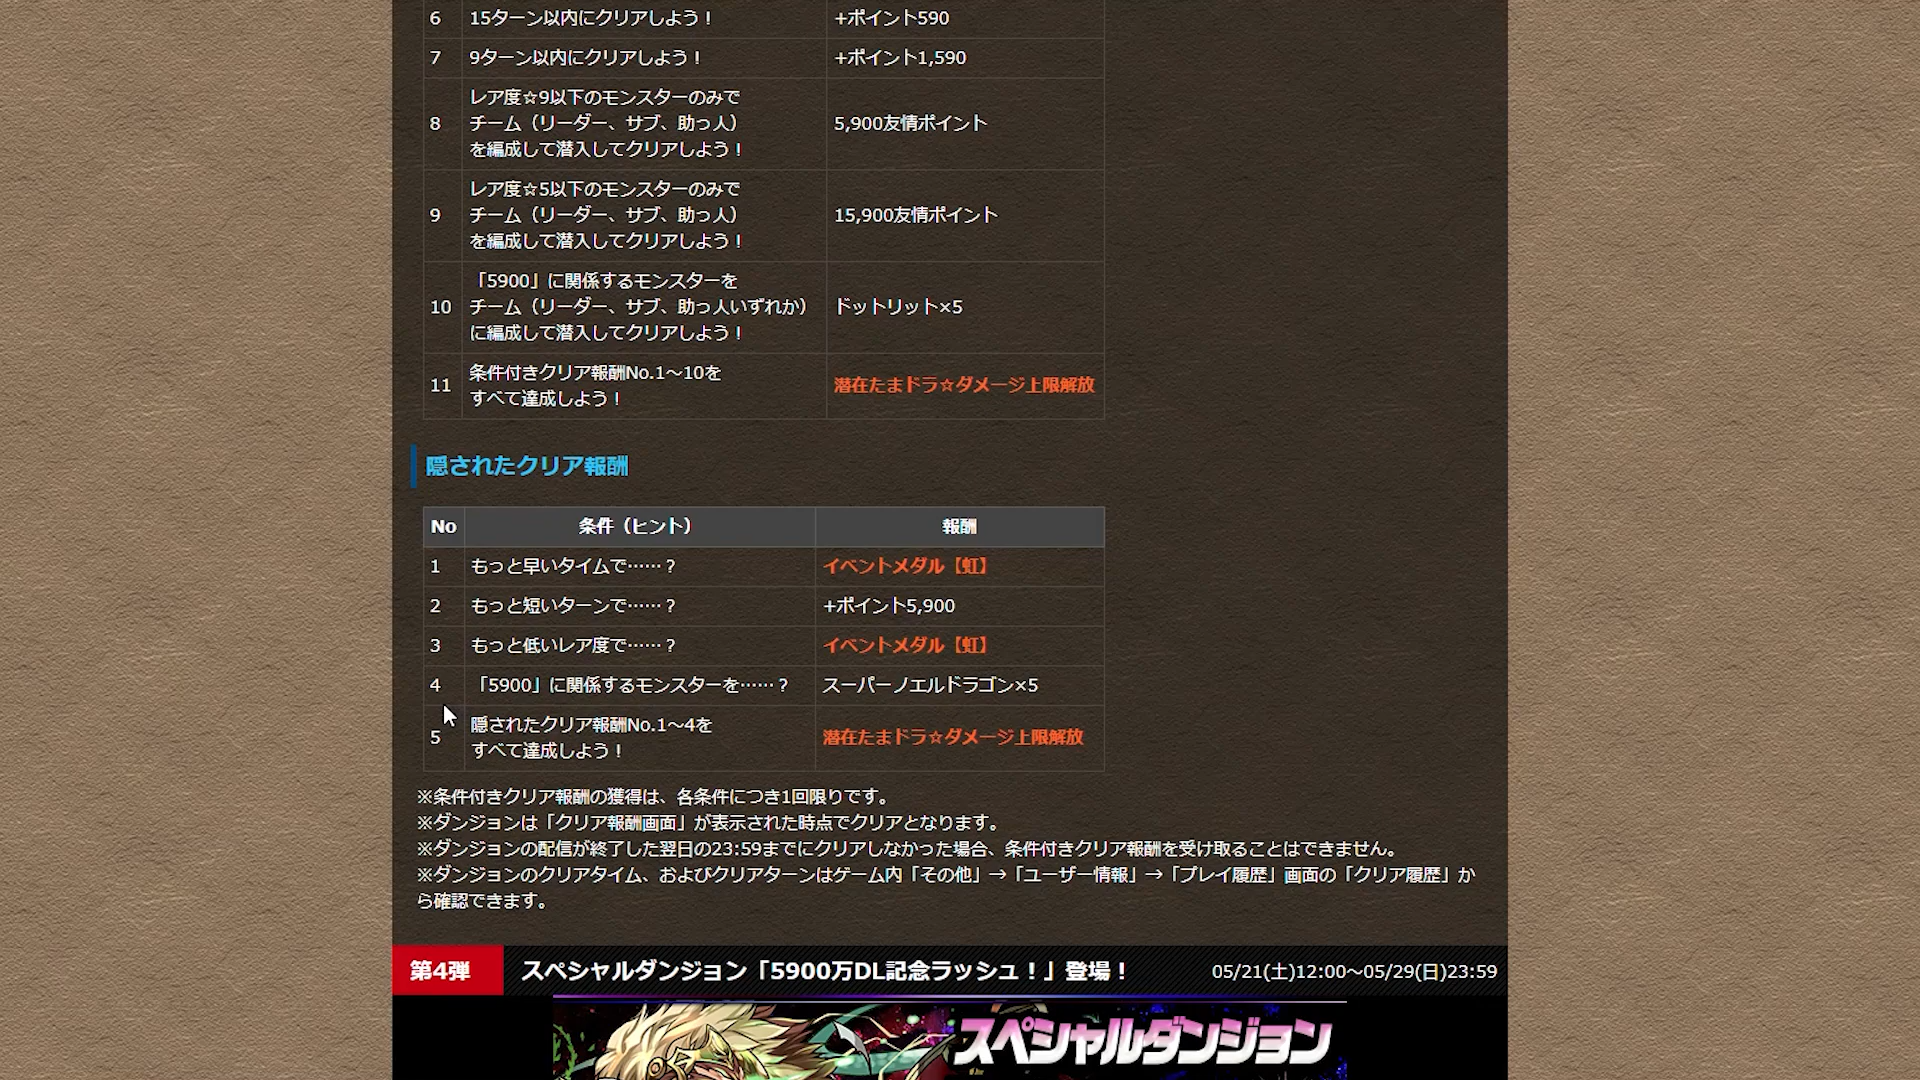 6 15ターン以内にクリアしよう！ +ポイント590
7 9ターン以内にクリアしよう！ +ポイント1,590
レア度☆9以下のモンスターのみで
8 チーム（リーダー、サブ、助っ人） 5,900友情ポイント
を編成して潜入してクリアしよう！
レア度☆5以下のモンスターのみで
9 チーム（リーダー、サブ、助っ人） 15,900友情ポイント
を編成して潜入してクリアしよう！
「5900」に関係するモンスターを
10 チーム（リーダー、サブ、助っ人いずれか） ドットリット×5
に編成して潜入してクリアしよう！
条件付きクリア報酬No.1～10を
11 潜在たまドラ☆ダメージ上限解放
すべて達成しよう！
隠されたクリア報酬
No 条件（ヒント） 報酬
1 もっと早いタイムで……？ イベントメダル【虹】
2 もっと短いターンで……？ +ポイント5,900
3 もっと低いレア度で……？ イベントメダル【虹】
4 「5900」に関係するモンスターを……？ スーパーノエルドラゴン×5
隠されたクリア報酬No.1～4を
5 潜在たまドラ☆ダメージ上限解放
すべて達成しよう！
※条件付きクリア報酬の獲得は、各条件につき1回限りです。
※ダンジョンは「クリア報酬画面」が表示された時点でクリアとなります。
※ダンジョンの配信が終了した翌日の23:59までにクリアしなかった場合、条件付きクリア報酬を受け取ることはできません。
※ダンジョンのクリアタイム、およびクリアターンはゲーム内「その他」→「ユーザー情報」→「プレイ履歴」画面の「クリア履歴」か
ら確認できます。
第4弾 スペシャルダンジョン「5900万DL記念ラッシュ！」登場！ 05/21(土)12:00～05/29(日)23:59
スペシャルダンジョン